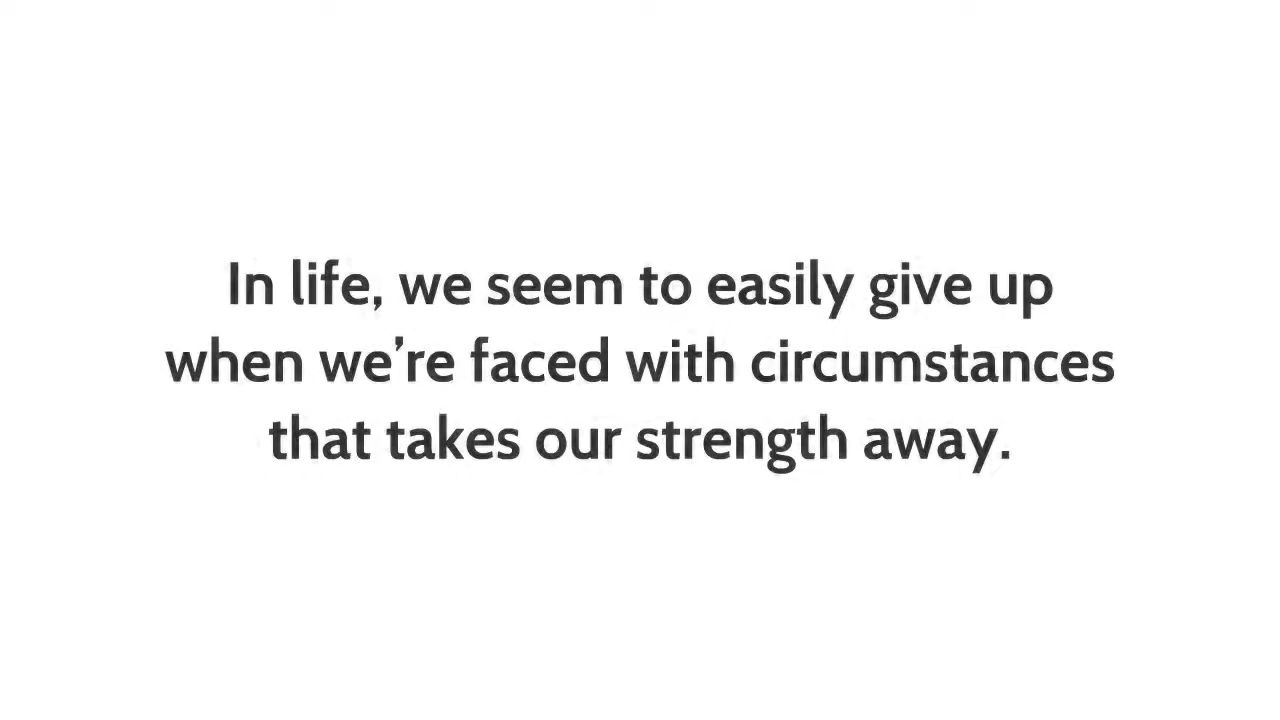 In life, we seem to easily give up
when we’re faced with circumstances
that takes our strength away.